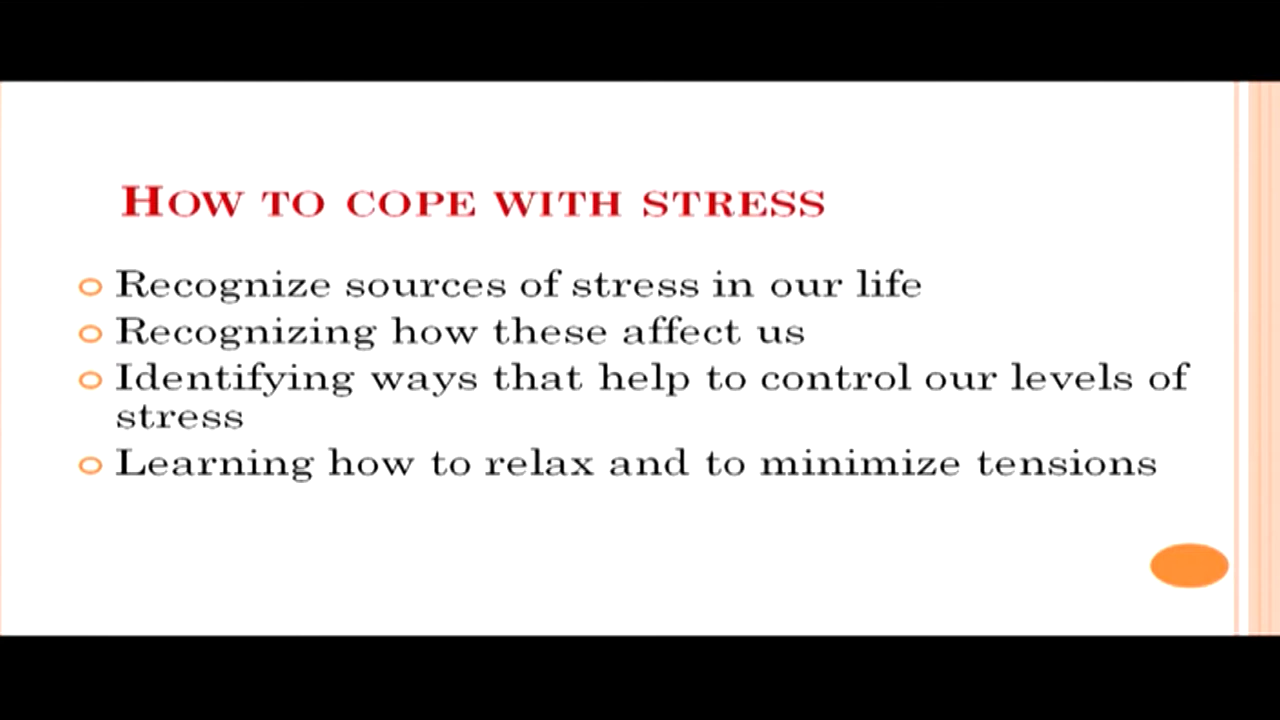 How to cope with stress
Recognize sources of stress in our life
Recognizing how these affect us
Identifying ways that help to control our levels of
stress
Learning how to relax and to minimize tensions